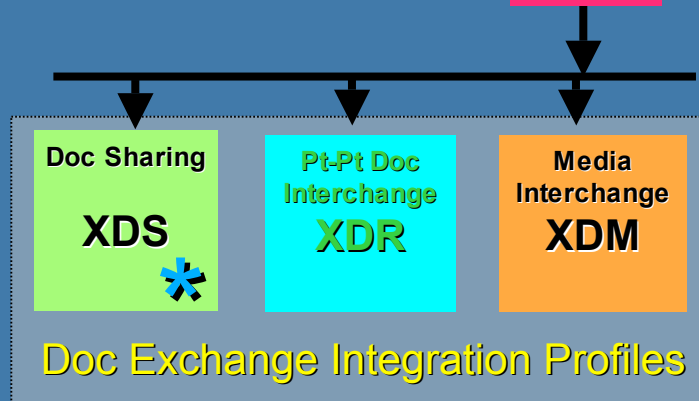 Doc Sharing
XDS
*
Pt-Pt Doc
Interchange
XDR
Media
Interchange
XDM
Doc Exchange Integration Profiles